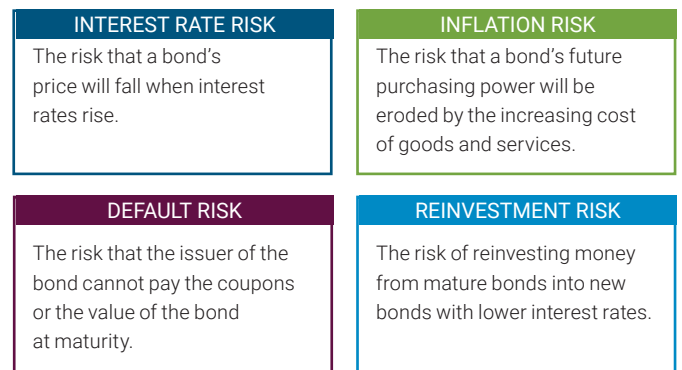 INTEREST RATE RISK
The risk that a bond's
price will fall when interest
rates rise.
INFLATION RISK
The risk that a bond's future
purchasing power will be
eroded by the increasing cost
of goods and services.
DEFAULT RISK
The risk that the issuer of the
bond cannot pay the coupons
or the value of the bond
at maturity.
REINVESTMENT RISK
The risk of reinvesting money
from mature bonds into new
bonds with lower interest rates.